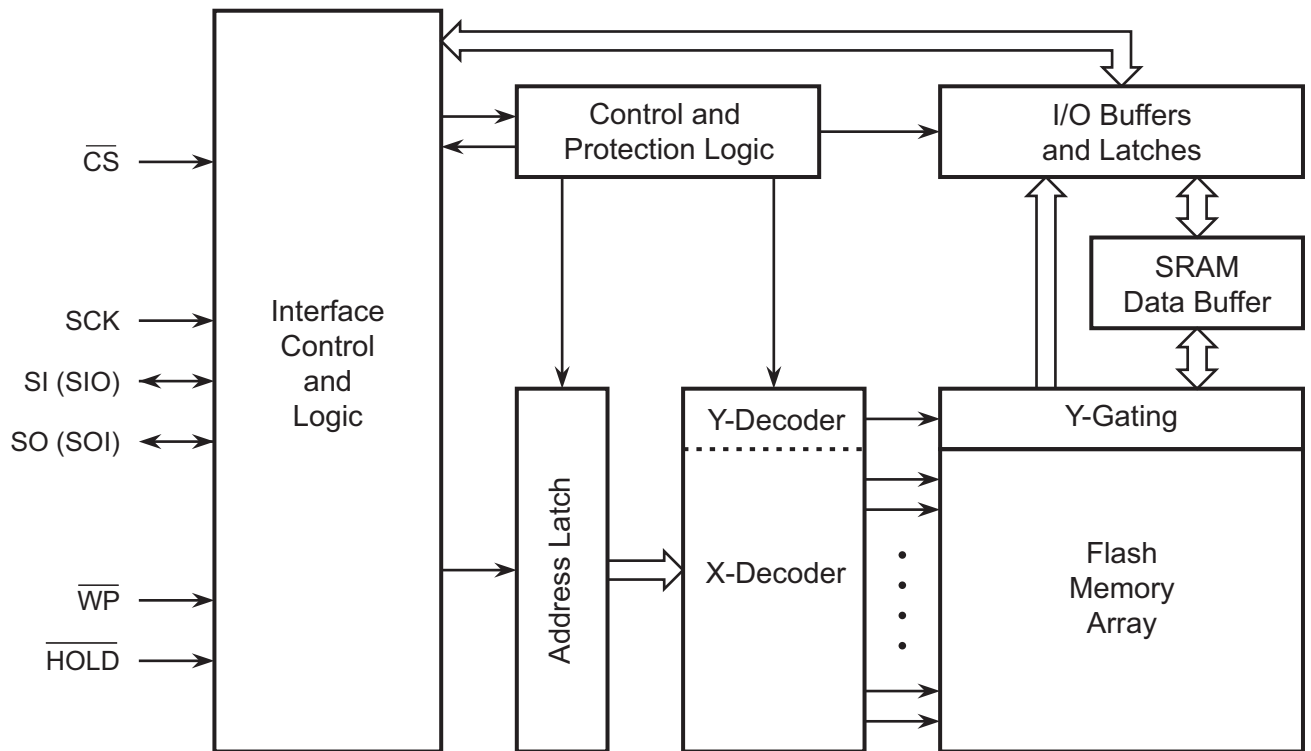 Control and
Protection Logic
I/O Buffers
and Latches
CS
SRAM
Data Buffer
SCK
SI (SIO)
SO (SOI)
Interface
Control
and
Logic
Y-Decoder
Y-Gating
Address Latch
X-Decoder
Flash
Memory
Array
WP
HOLD